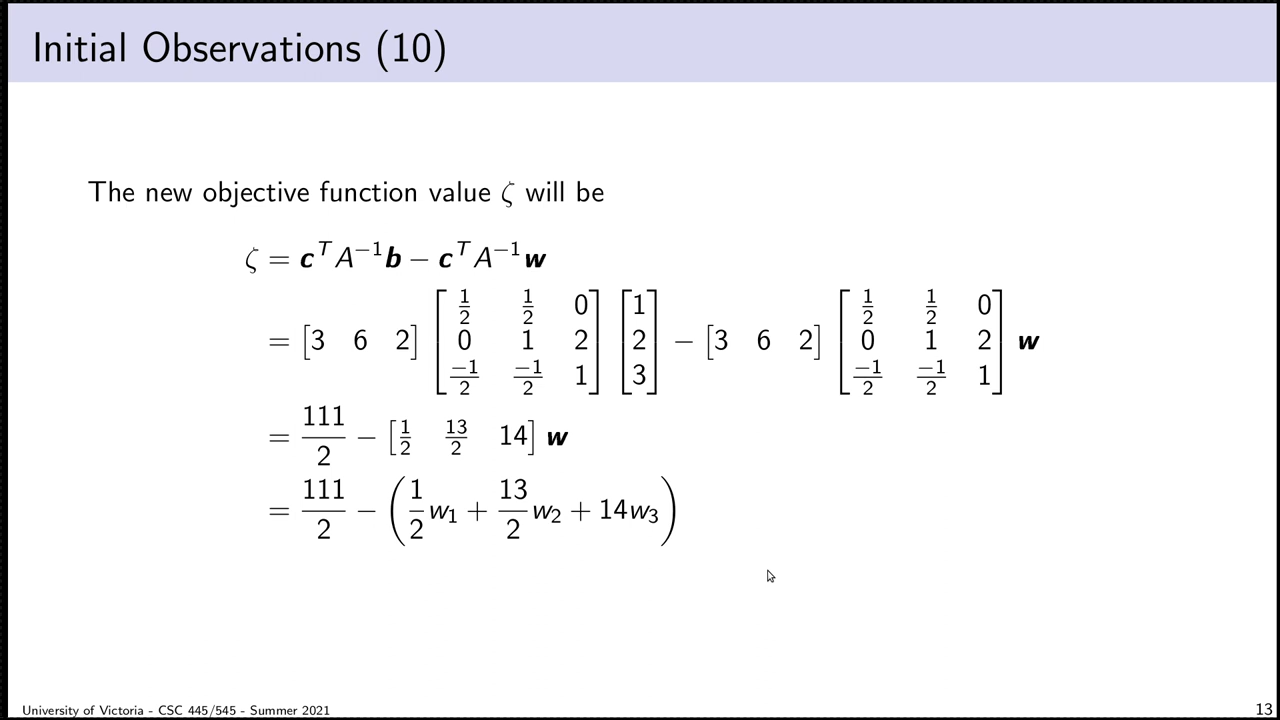 Initial Observations (10)
The new objective function value ζ will be
ζ = c^T A^{-1} b − c^T A^{-1} w
= [3 6 2] [1/2 1/2 0; 0 1 2; -1/2 -1/2 1] [1; 2; 3] − [3 6 2] [1/2 1/2 0; 0 1 2; -1/2 -1/2 1] w
= 111/2 − [1/2 13/2 14] w
= 111/2 − (1/2 w_1 + 13/2 w_2 + 14w_3)
University of Victoria - CSC 445/545 - Summer 2021
13